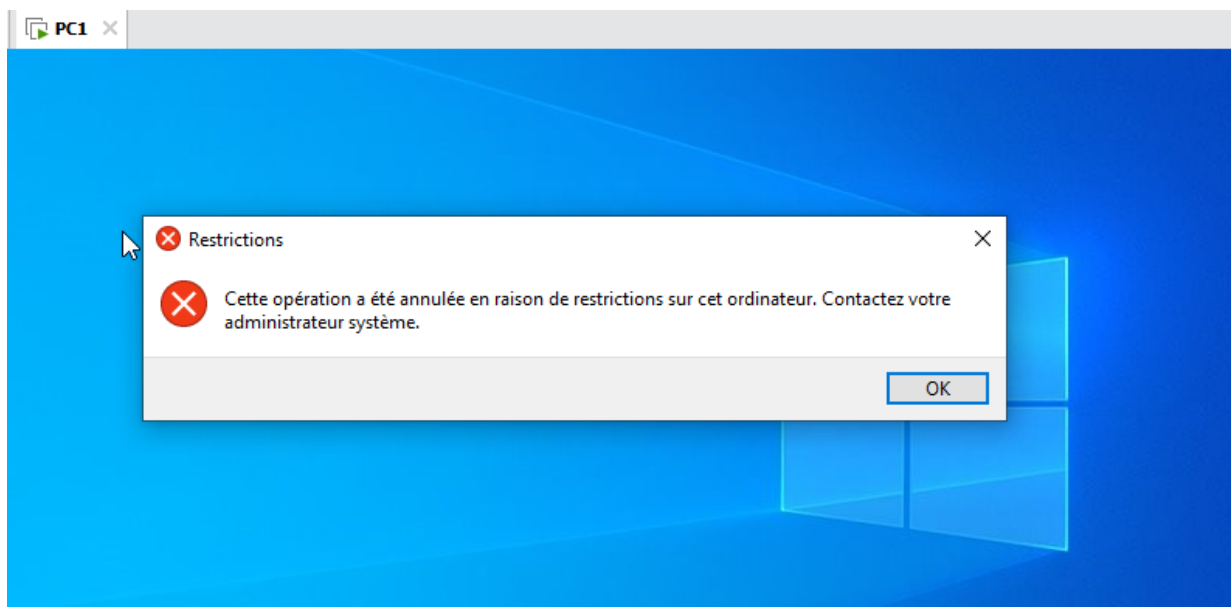 PC1
Restrictions
Cette opération a été annulée en raison de restrictions sur cet ordinateur. Contactez votre
administrateur système.
OK